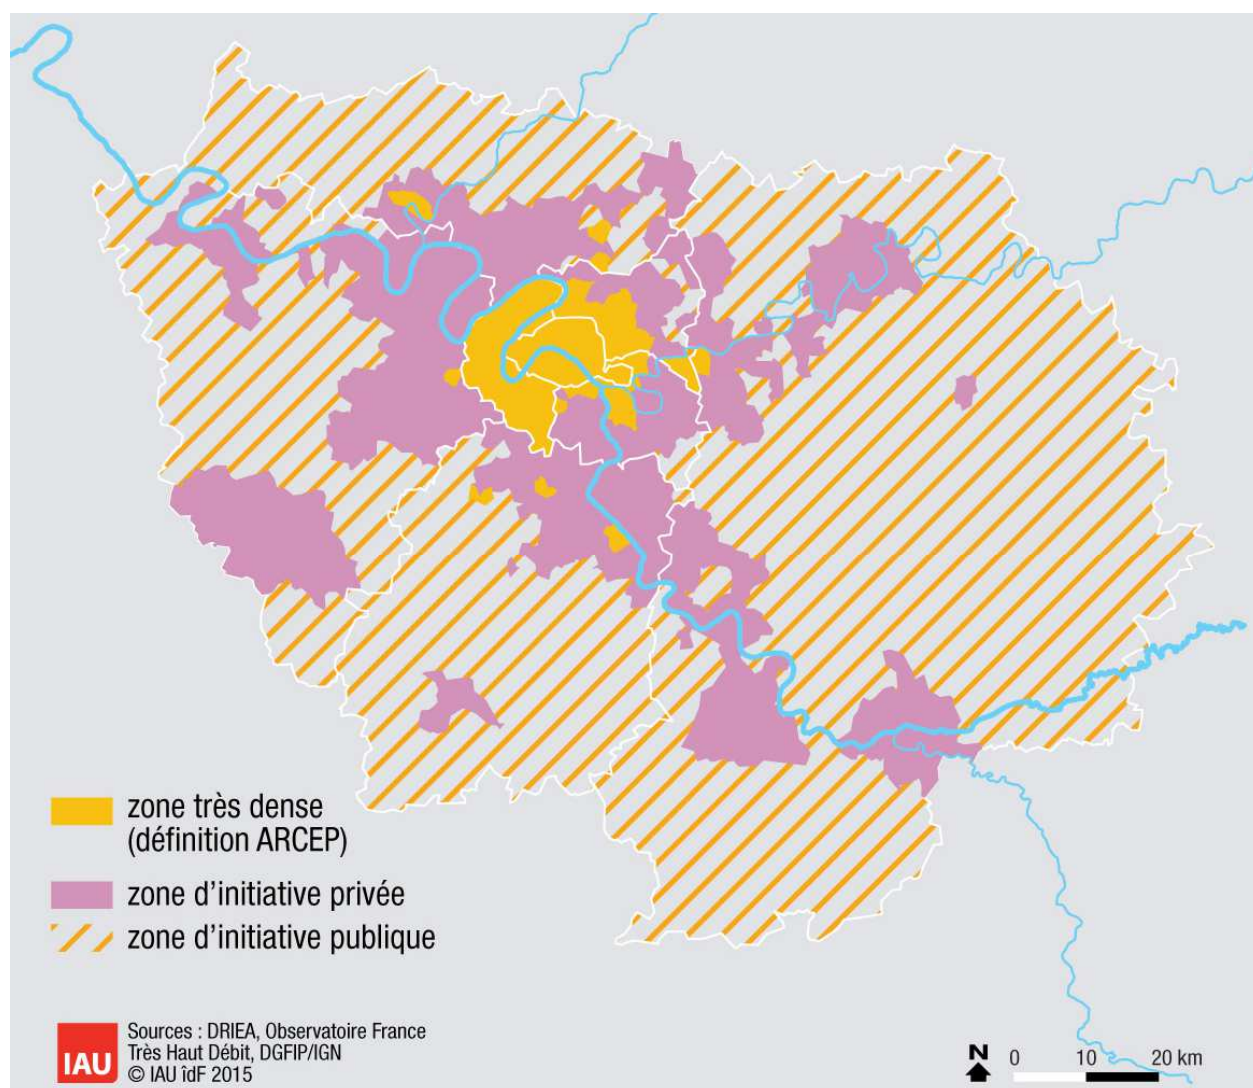 zone très dense
(définition ARCEP)
zone d'initiative privée
zone d'initiative publique
IAU
Sources : DRIEA, Observatoire France
Très Haut Débit, DGFIP/IGN
© IAU îdF 2015
N
0 10 20 km